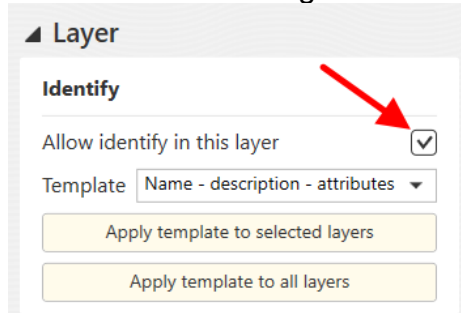 Layer
Identify
Allow identify in this layer
Template Name - description - attributes
Apply template to selected layers
Apply template to all layers